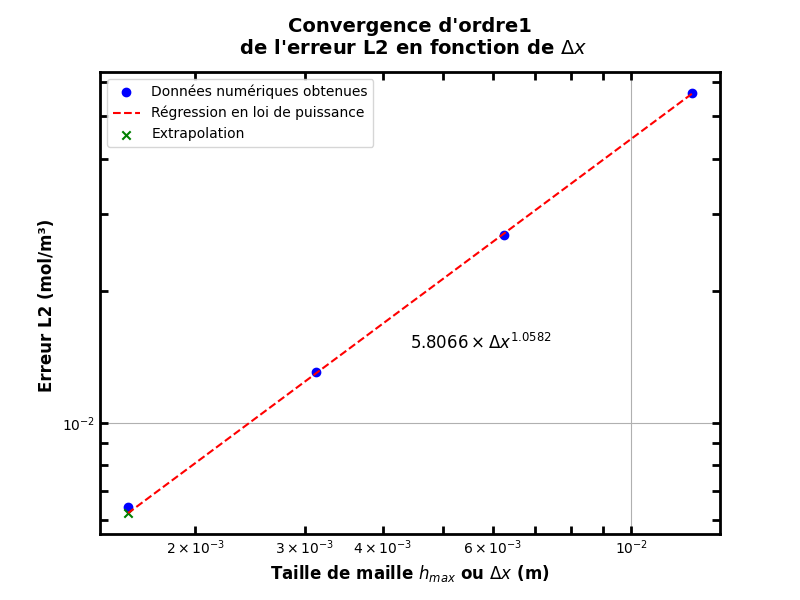 Convergence d'ordre1
de l'erreur L2 en fonction de Δx
Données numériques obtenues
Régression en loi de puissance
Extrapolation
Erreur L2 (mol/m³)
5.8066 × Δx^1.0582
10^−2
2 × 10^−3
3 × 10^−3
4 × 10^−3
6 × 10^−3
10^−2
Taille de maille h_max ou Δx (m)